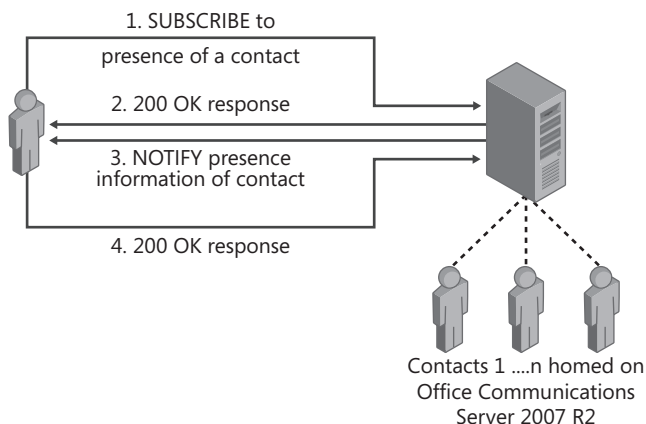 1. SUBSCRIBE to
presence of a contact
2. 200 OK response
3. NOTIFY presence
information of contact
4. 200 OK response
Contacts 1 ....n homed on
Office Communications
Server 2007 R2